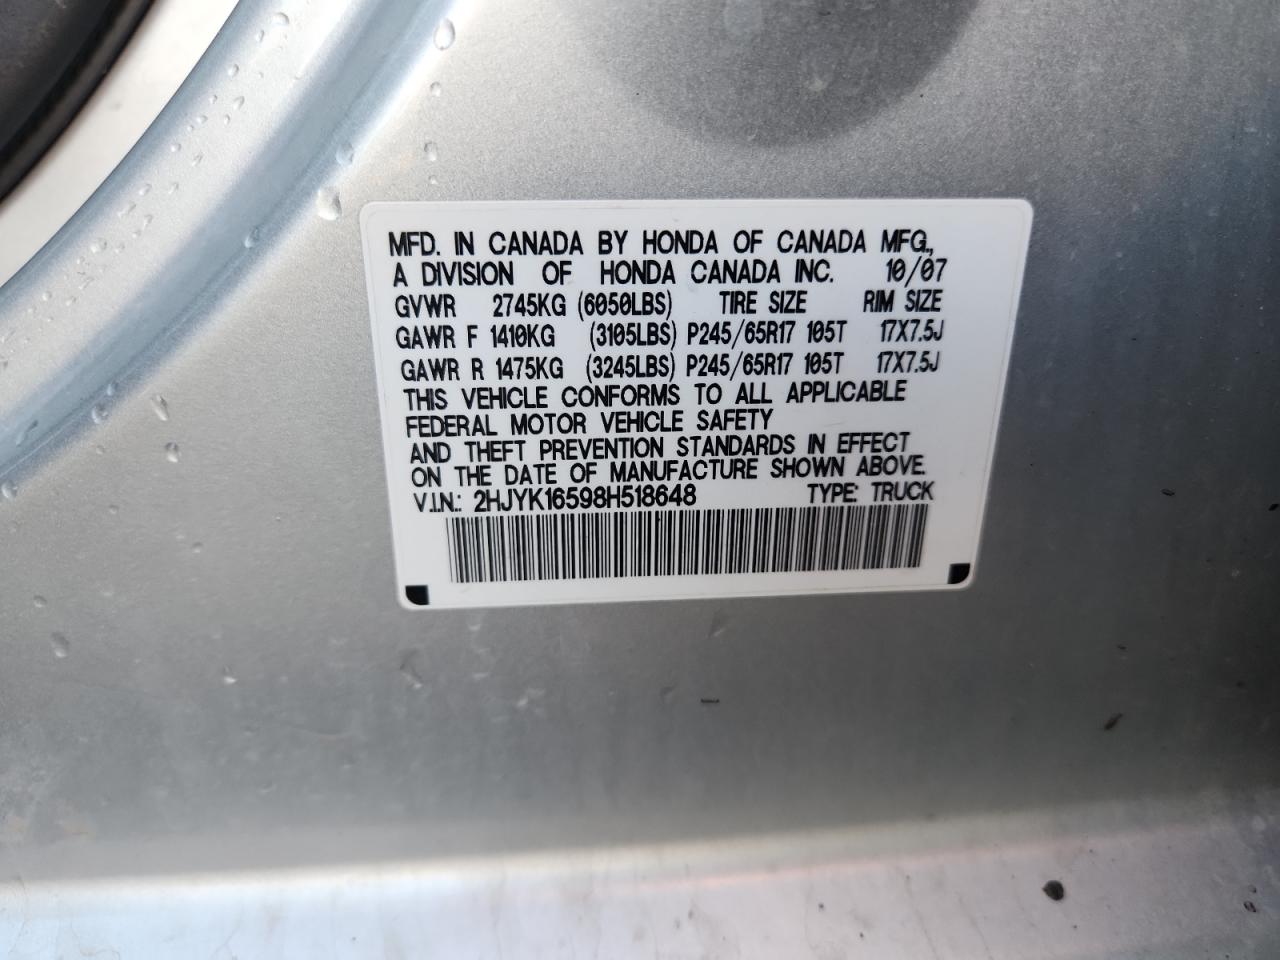 MFD. IN CANADA BY HONDA OF CANADA MFG.,
A DIVISION OF HONDA CANADA INC. 10/07
GVWR 2745KG (6050LBS) TIRE SIZE RIM SIZE
GAWR F 1410KG (3105LBS) P245/65R17 105T 17X7.5J
GAWR R 1475KG (3245LBS) P245/65R17 105T 17X7.5J
THIS VEHICLE CONFORMS TO ALL APPLICABLE
FEDERAL MOTOR VEHICLE SAFETY
AND THEFT PREVENTION STANDARDS IN EFFECT
ON THE DATE OF MANUFACTURE SHOWN ABOVE.
V.I.N.: 2HJYK16598H518648 TYPE: TRUCK